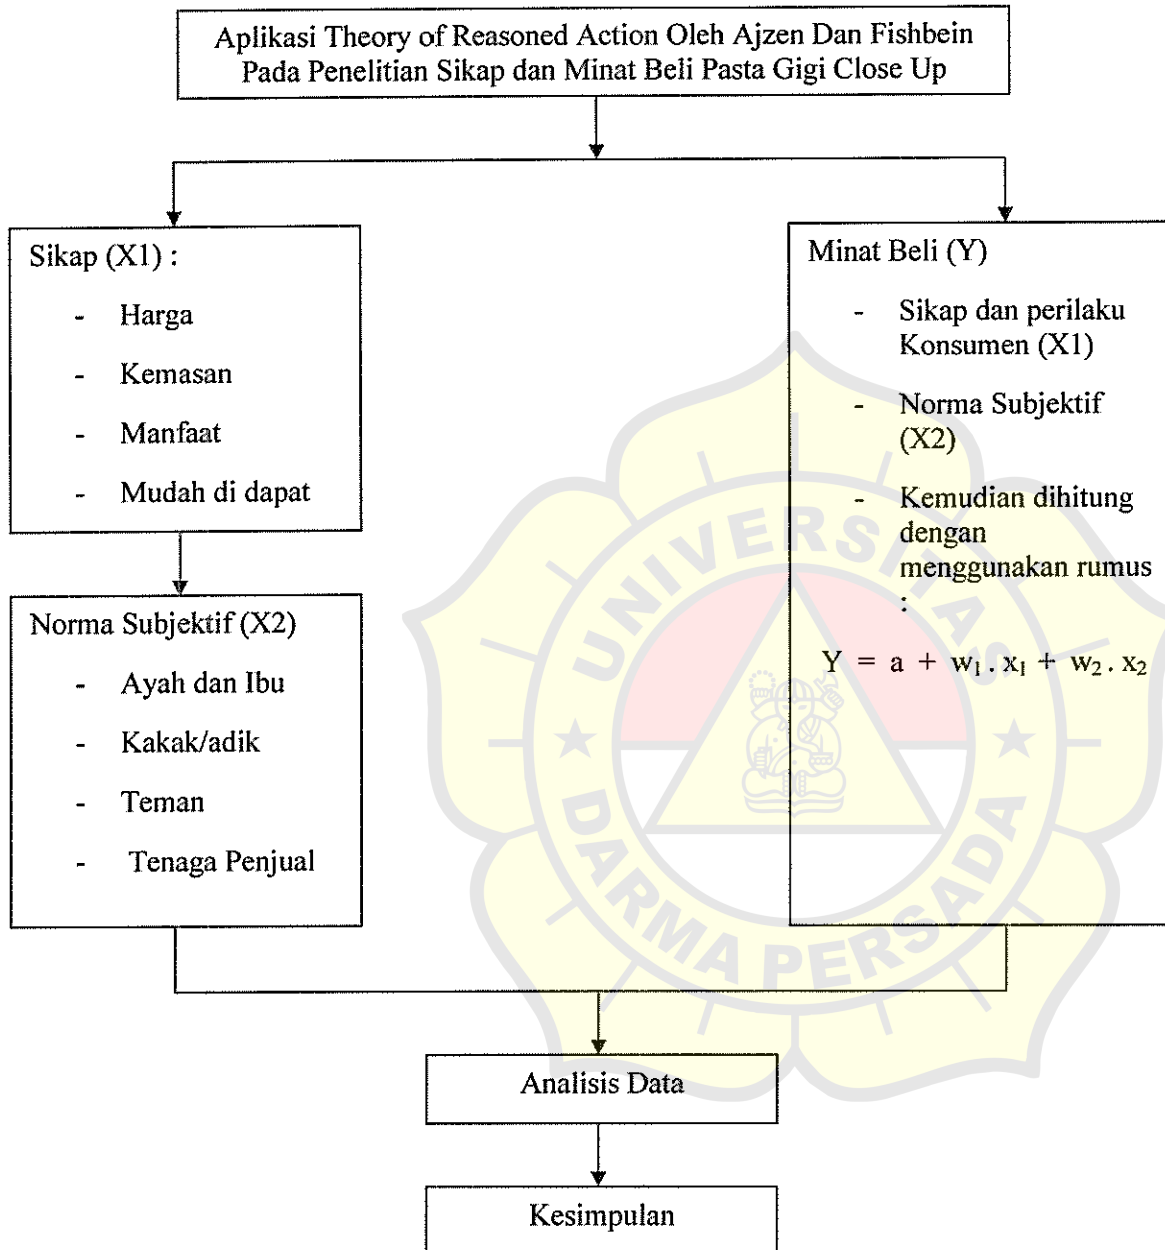 Aplikasi Theory of Reasoned Action Oleh Ajzen Dan Fishbein
Pada Penelitian Sikap dan Minat Beli Pasta Gigi Close Up
Sikap (X1) :
- Harga
- Kemasan
- Manfaat
- Mudah di dapat
Norma Subjektif (X2)
- Ayah dan Ibu
- Kakak/adik
- Teman
- Tenaga Penjual
Minat Beli (Y)
- Sikap dan perilaku
Konsumen (X1)
- Norma Subjektif
(X2)
- Kemudian dihitung
dengan
menggunakan rumus
:
Y = a + w₁ . x₁ + w₂ . x₂
UNIVERSITAS
DARMA PERSADA
Analisis Data
Kesimpulan